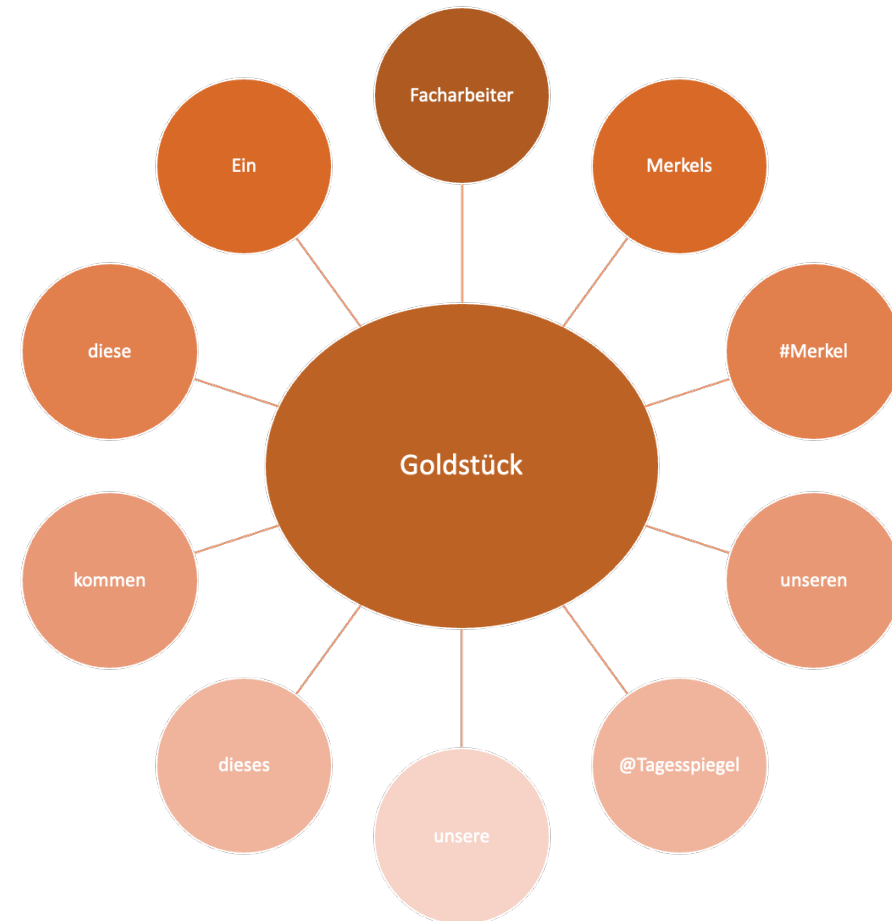 Facharbeiter
Ein
Merkels
diese
#Merkel
Goldstück
kommen
unseren
dieses
@Tagesspiegel
unsere